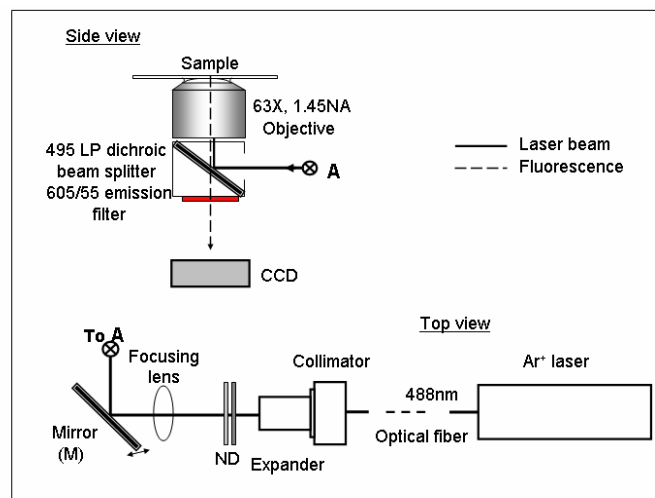 Side view
Sample
63X, 1.45NA
Objective
495 LP dichroic
beam splitter
605/55 emission
filter
A
Laser beam
Fluorescence
CCD
Top view
To A
Focusing
lens
Collimator
Ar⁺ laser
488nm
Optical fiber
Mirror
(M)
ND
Expander